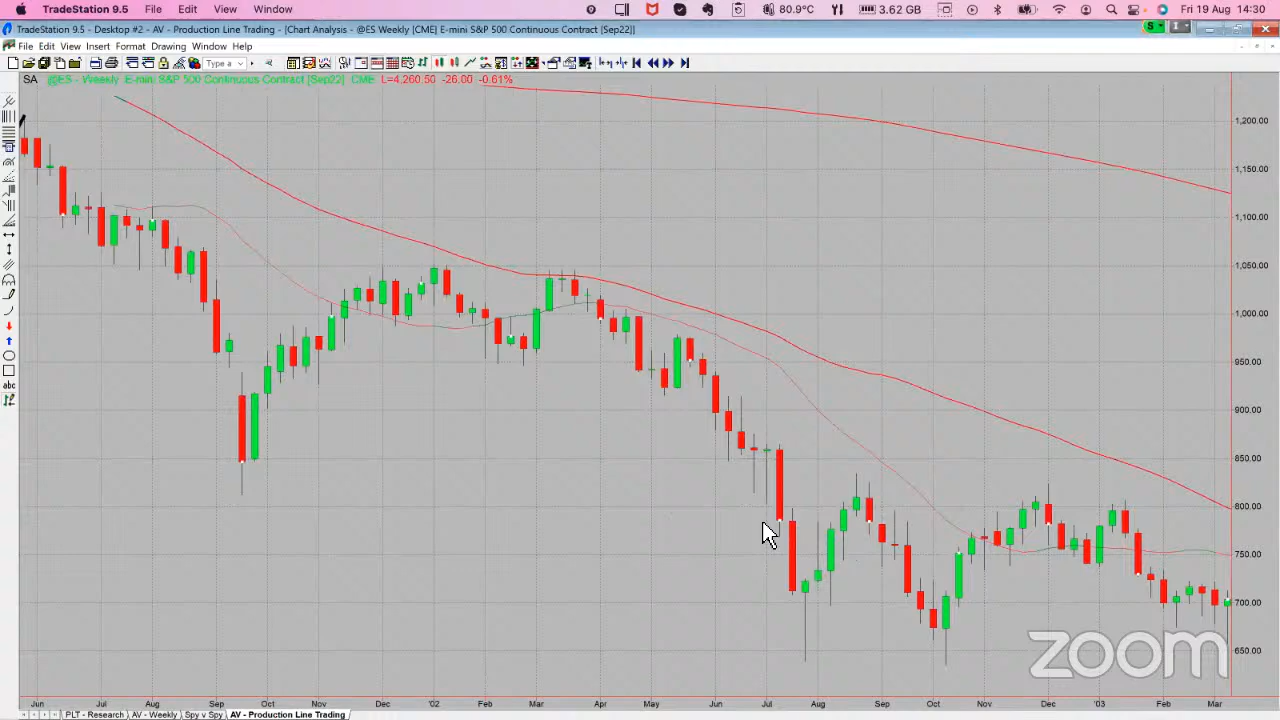 TradeStation 9.5 File Edit View Window 80.9°C 3.62 GB Fri 19 Aug 14:30
TradeStation 9.5 - Desktop #2 - AV - Production Line Trading - [Chart Analysis - @ES Weekly [CME] E-mini S&P 500 Continuous Contract [Sep22]]
File Edit View Insert Format Drawing Window Help
Type a
SA @ES - Weekly E-mini S&P 500 Continuous Contract [Sep22] CME L=4,260.50 -26.00 -0.61%
1,200.00
1,150.00
1,100.00
1,050.00
1,000.00
950.00
900.00
850.00
800.00
750.00
700.00
650.00
abc
zoom
Jun Jul Aug Sep Oct Nov Dec '02 Feb Mar Apr May Jun Jul Aug Sep Oct Nov Dec '03 Feb Mar
PLT - Research AV - Weekly Spy v Spy AV - Production Line Trading